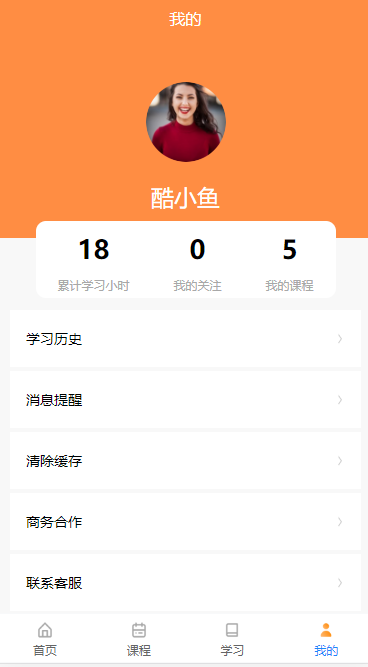 我的
酷小鱼
18 0 5
累计学习小时 我的关注 我的课程
学习历史
消息提醒
清除缓存
商务合作
联系客服
首页 课程 学习 我的